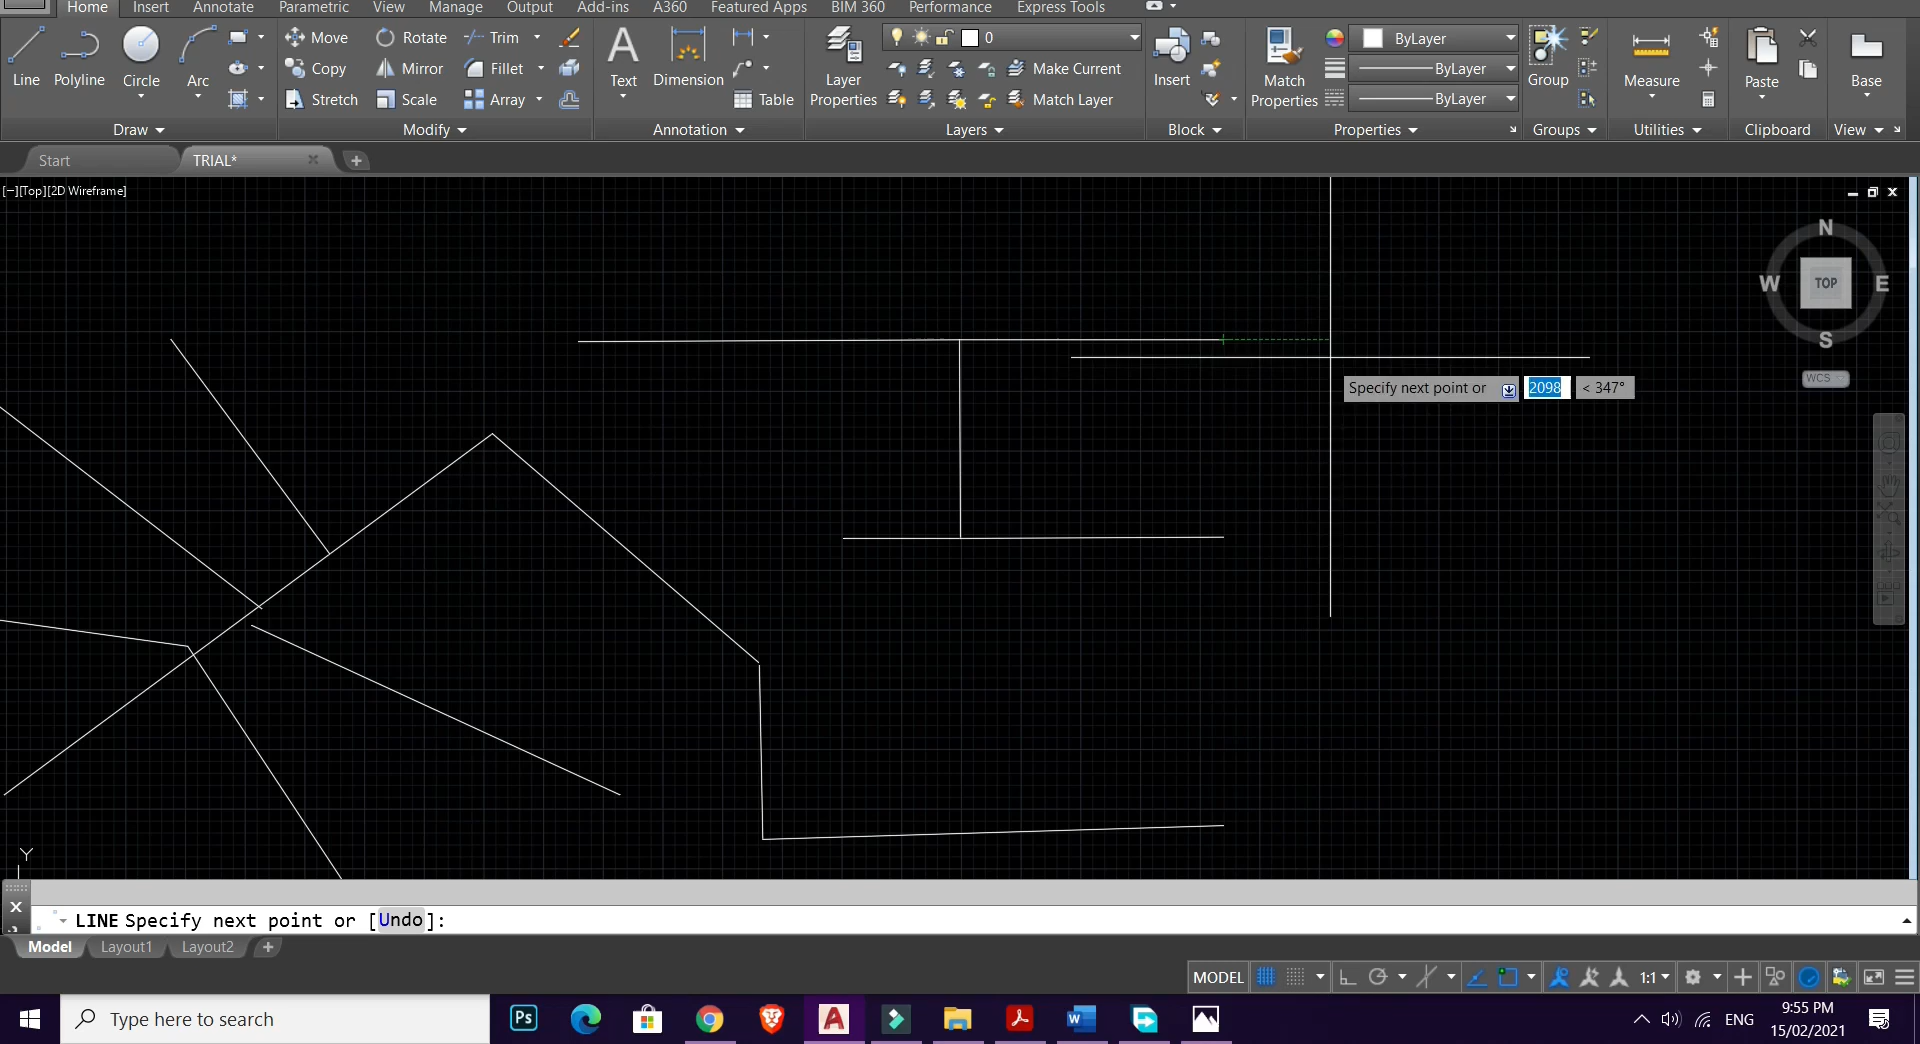 Home Insert Annotate Parametric View Manage Output Add-ins A360 Featured Apps BIM 360 Performance Express Tools
Line Polyline Circle Arc
Move Rotate Trim
Copy Mirror Fillet
Stretch Scale Array
Text Dimension
Table
Layer Properties
0
Make Current
Match Layer
Insert
Match Properties
ByLayer
ByLayer
ByLayer
Group
Measure
Paste
Base
Draw Modify Annotation Layers Block Properties Groups Utilities Clipboard View
Start TRIAL*
[−][Top][2D Wireframe]
N
W TOP E
S
WCS
Specify next point or 2098 < 347°
Y
LINE Specify next point or [Undo]:
Model Layout1 Layout2
MODEL 1:1
Type here to search
Ps
ENG
9:55 PM
15/02/2021